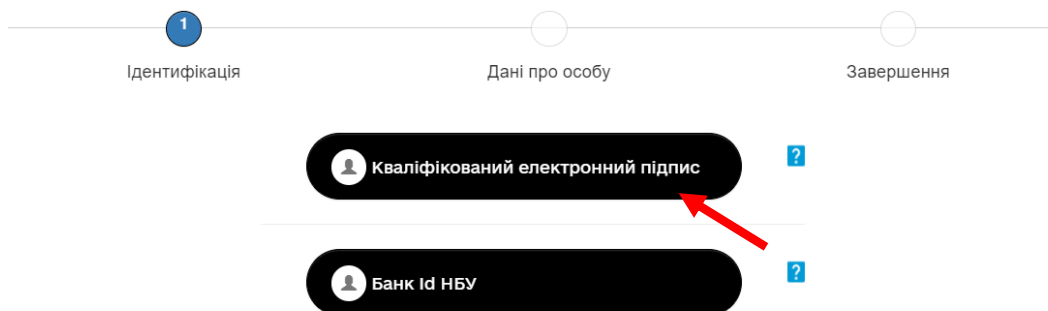 1
Ідентифікація Дані про особу Завершення
Кваліфікований електронний підпис ?
Банк Id НБУ ?